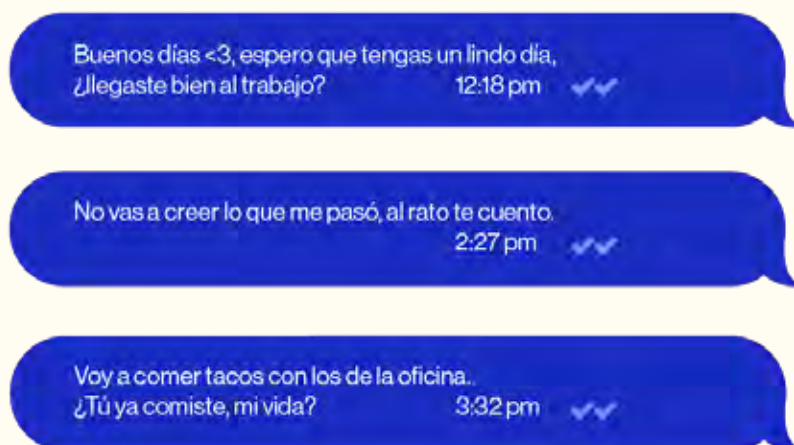 Buenos días <3, espero que tengas un lindo día,
¿llegaste bien al trabajo? 12:18 pm
No vas a creer lo que me pasó, al rato te cuento.
2:27 pm
Voy a comer tacos con los de la oficina..
¿Tú ya comiste, mi vida? 3:32 pm